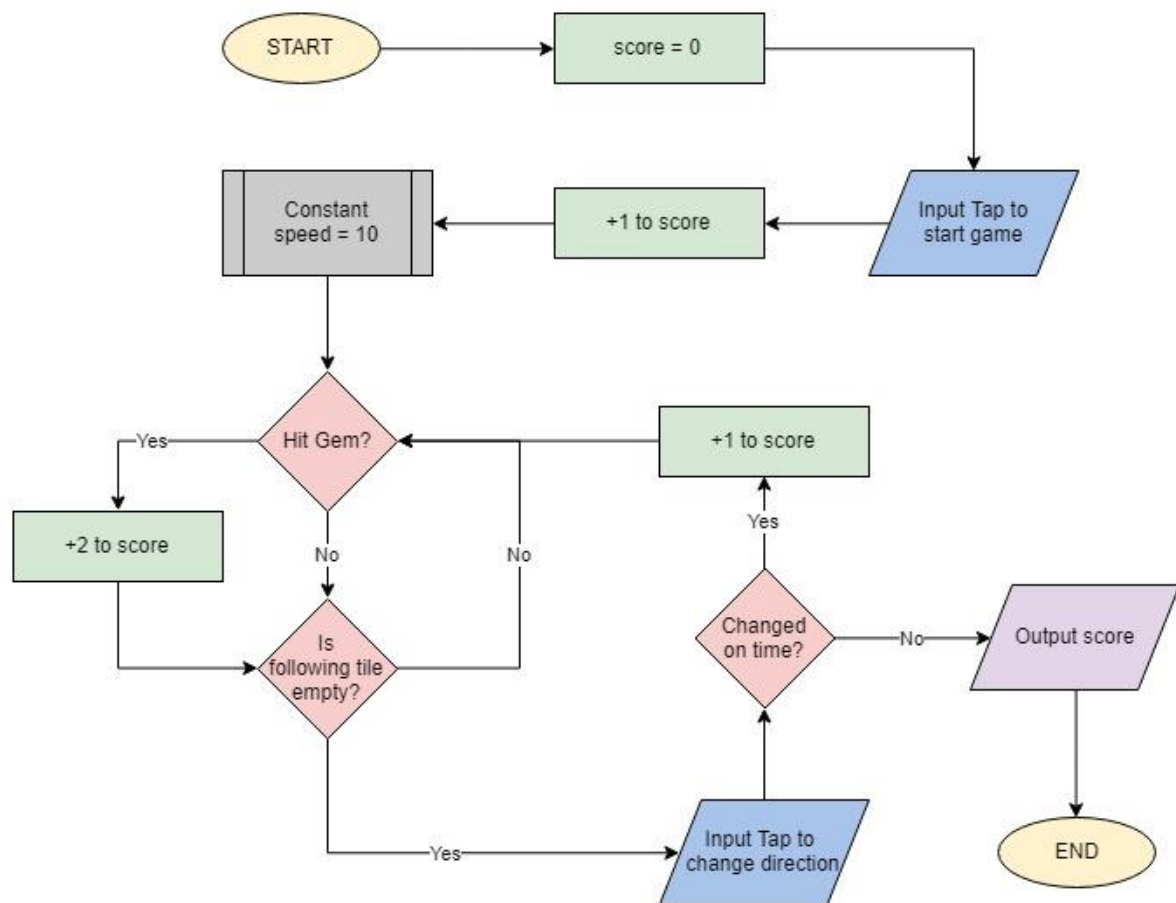 START
score = 0
Input Tap to
start game
+1 to score
Constant
speed = 10
Hit Gem?
Yes
+2 to score
No
No
Is
following tile
empty?
Yes
Input Tap to
change direction
Changed
on time?
Yes
+1 to score
No
Output score
END